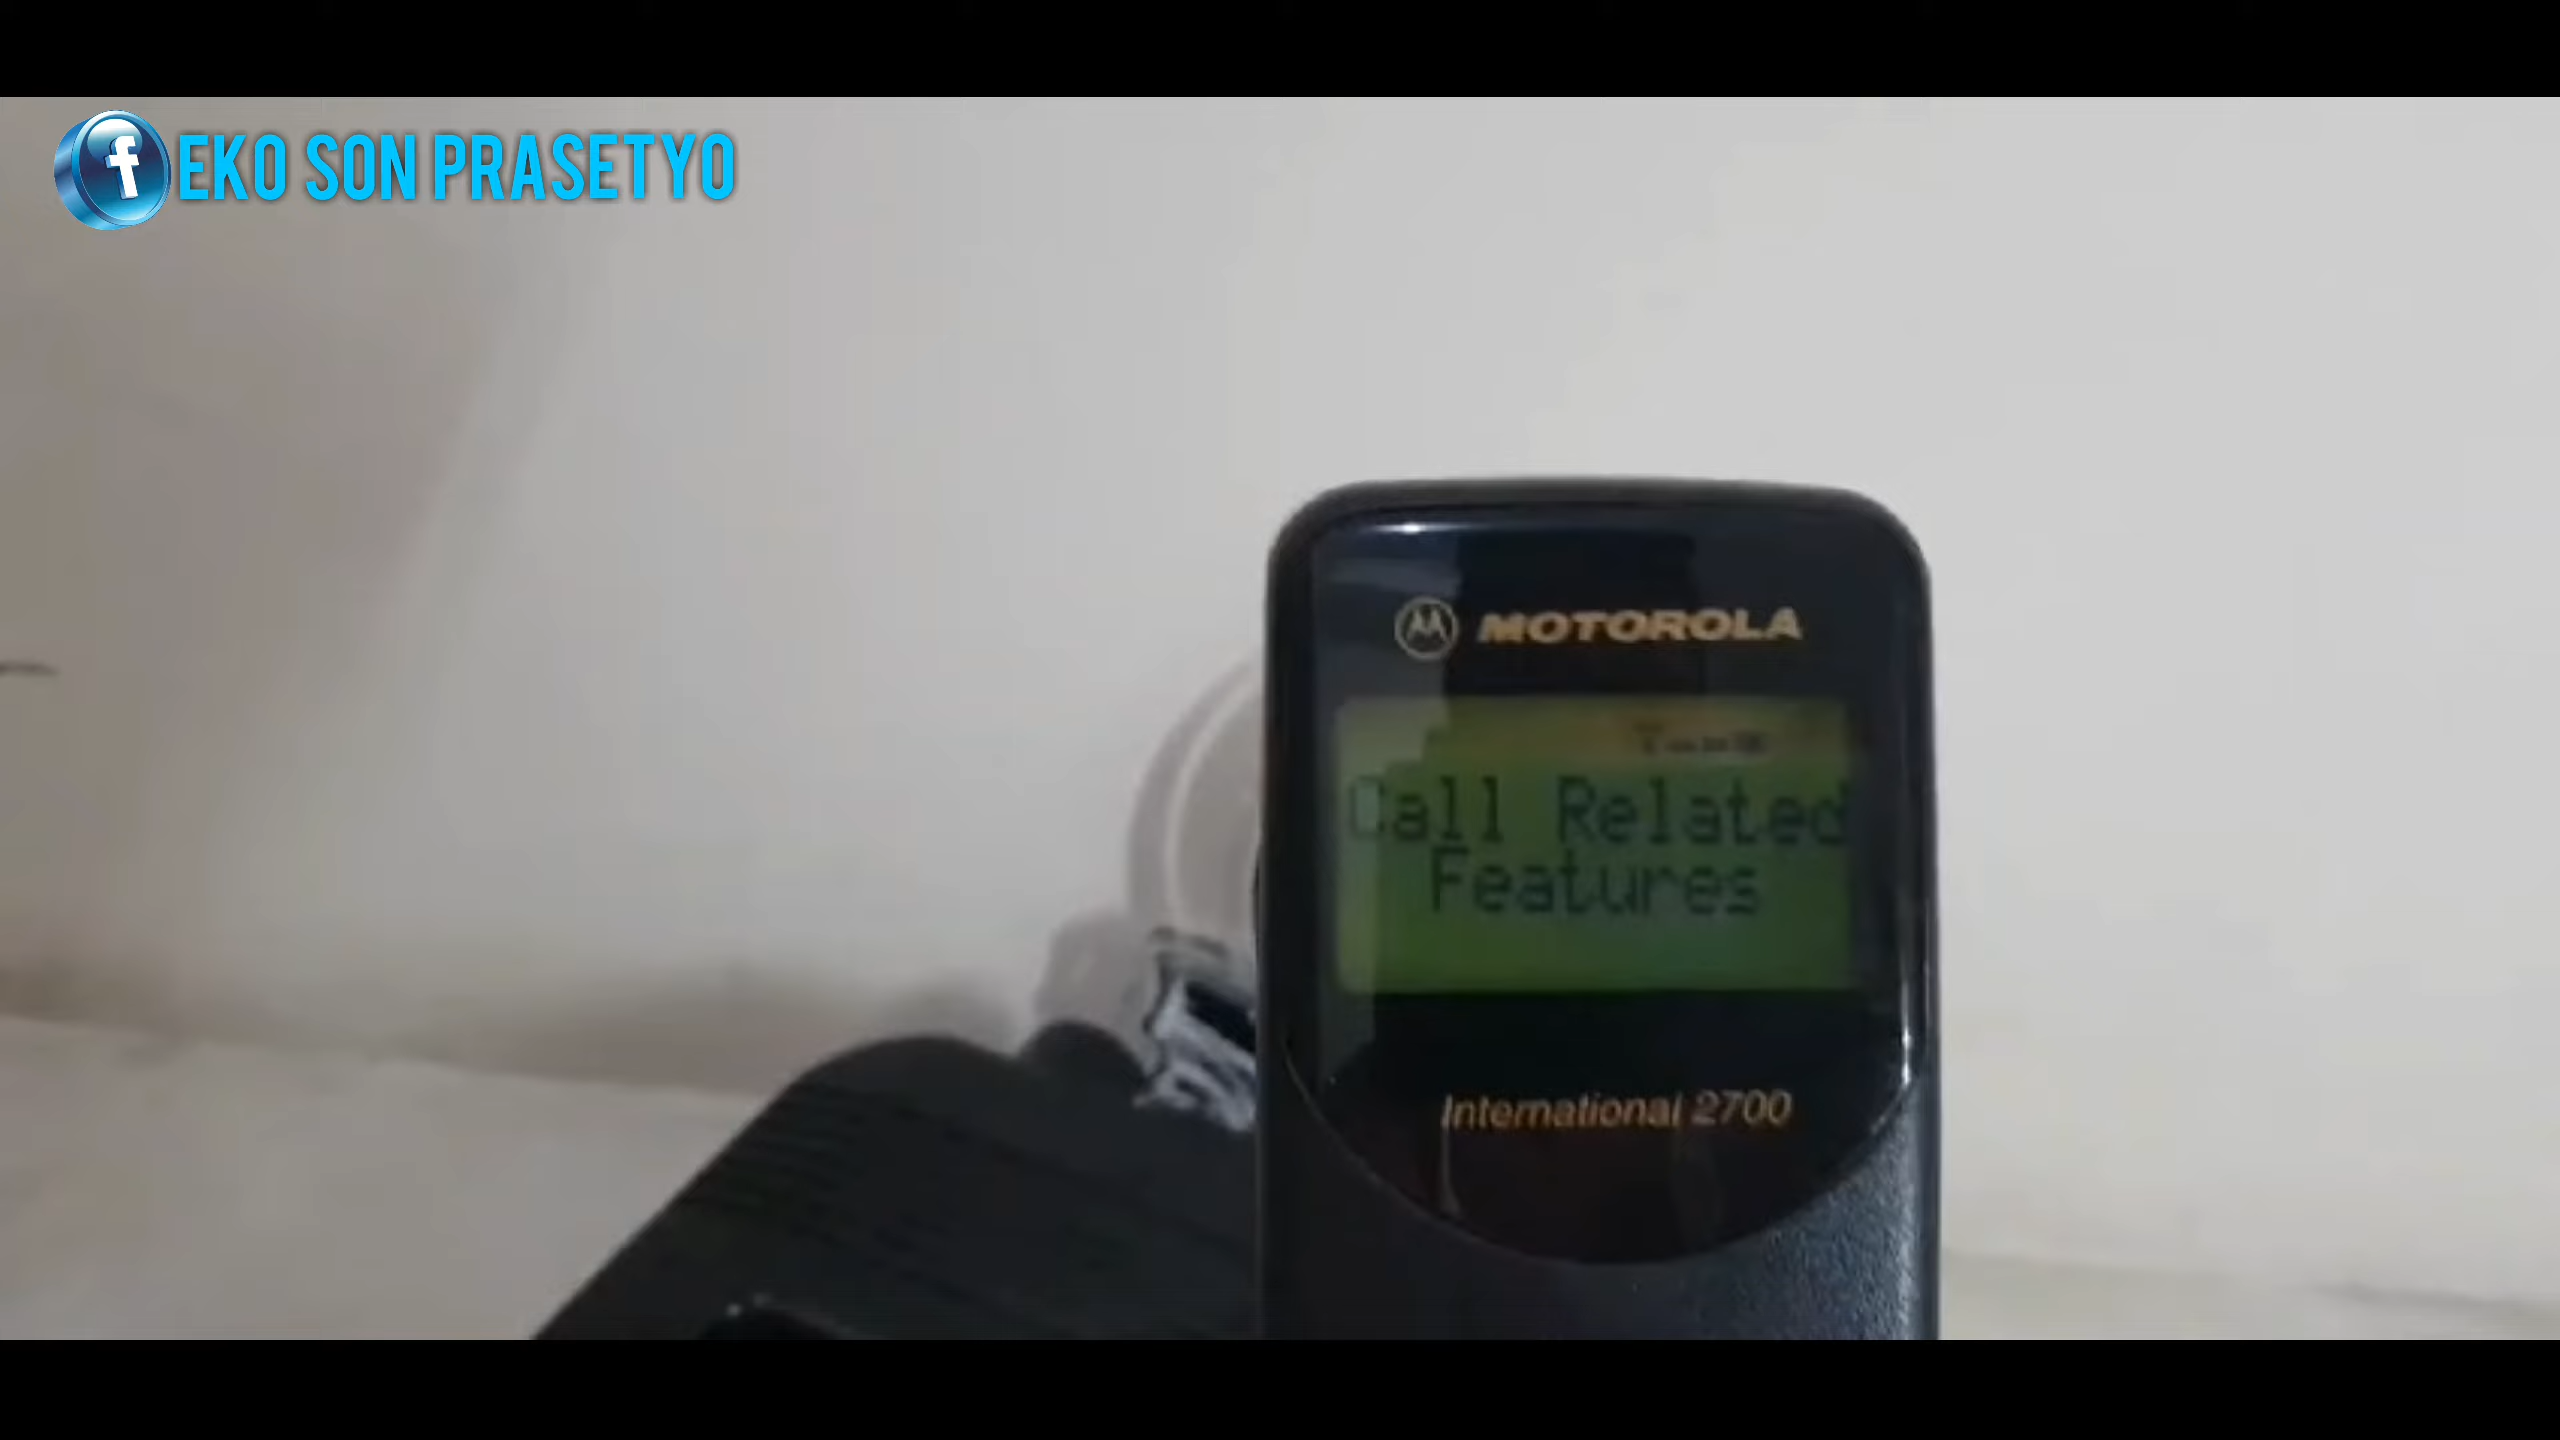 EKO SON PRASETYO
MOTOROLA
Call Related
Features
International 2700